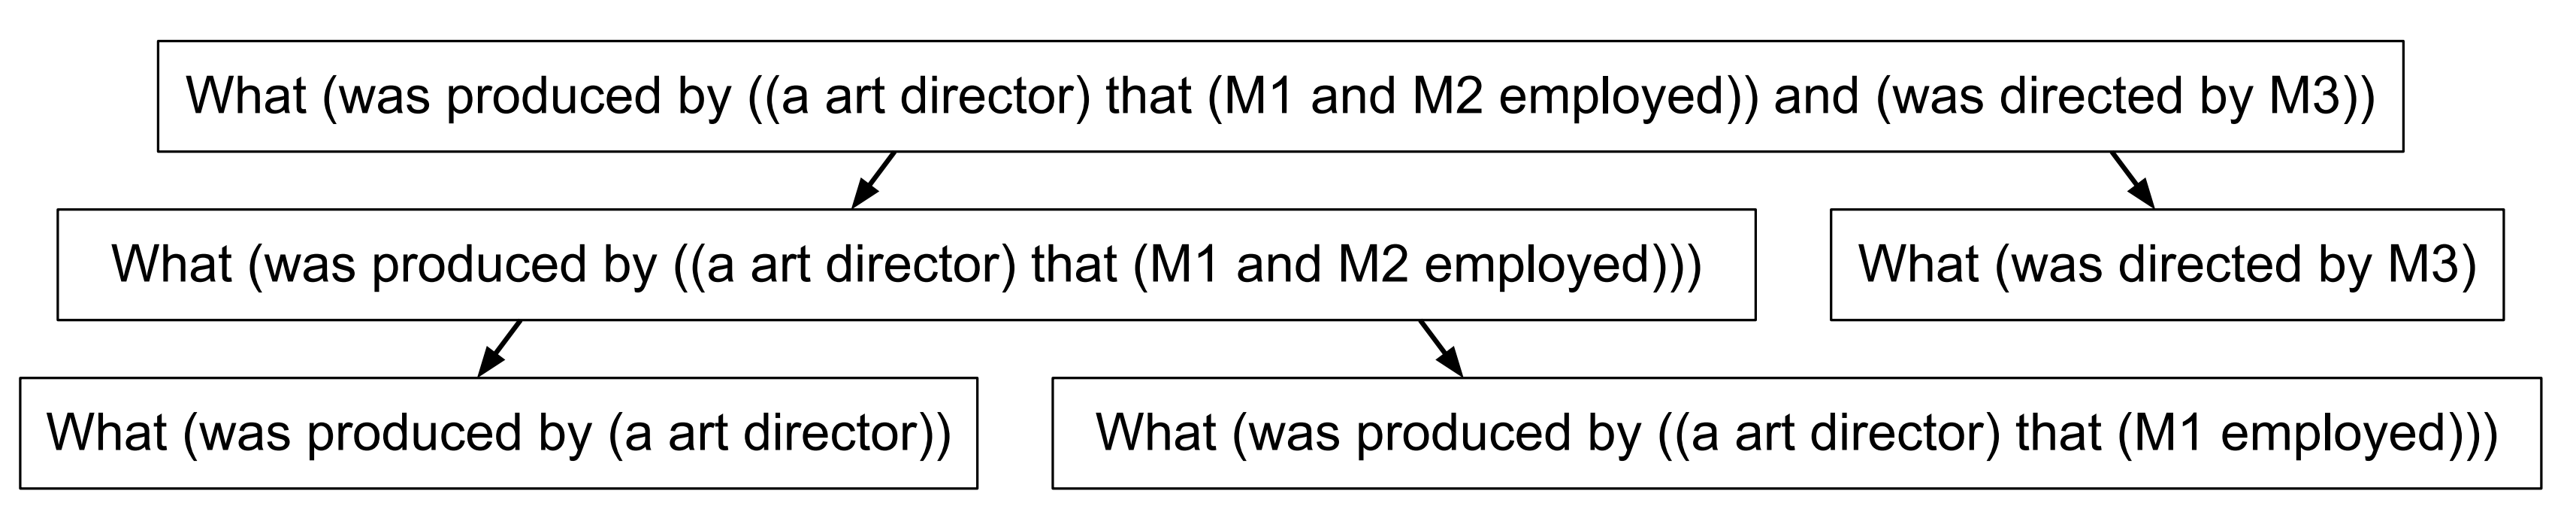 What (was produced by ((a art director) that (M1 and M2 employed)) and (was directed by M3))
What (was produced by ((a art director) that (M1 and M2 employed)))
What (was directed by M3)
What (was produced by (a art director))
What (was produced by ((a art director) that (M1 employed)))